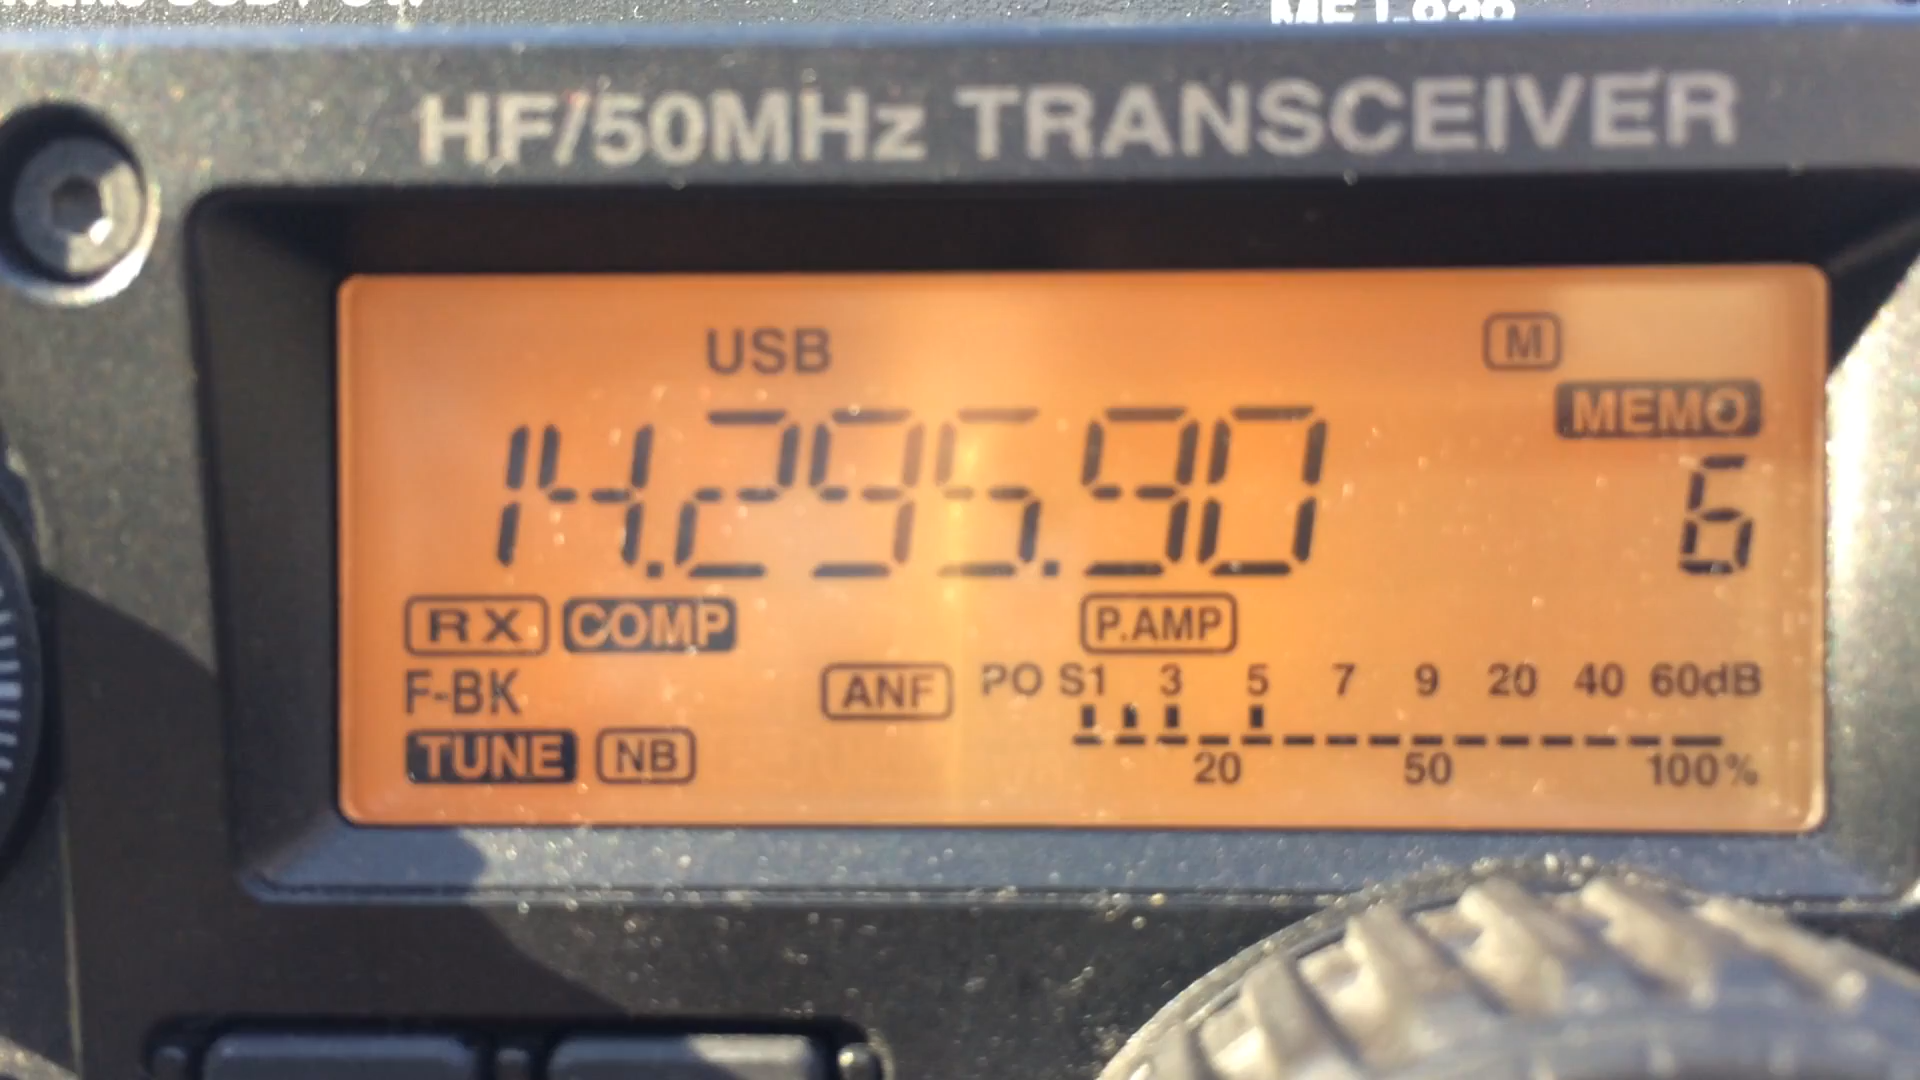 HF/50MHz TRANSCEIVER
USB M
MEMO
14.295.90 6
RX COMP P.AMP
F-BK ANF PO S1 3 5 7 9 20 40 60dB
TUNE NB 20 50 100%